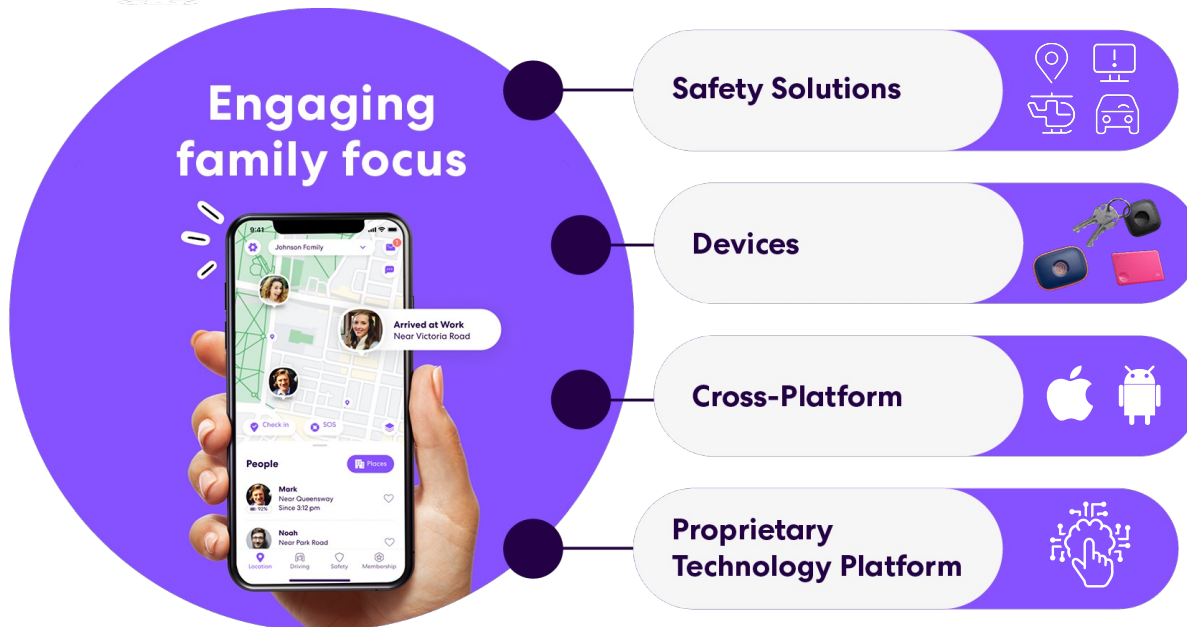 Engaging
family focus
9:41
Johnson Family
Arrived at Work
Near Victoria Road
Check in
SOS
People
Places
Mark
Near Queensway
Since 3:12 pm
92%
Noah
Near Park Road
Location
Driving
Safety
Membership
Safety Solutions
Devices
Cross-Platform
Proprietary
Technology Platform